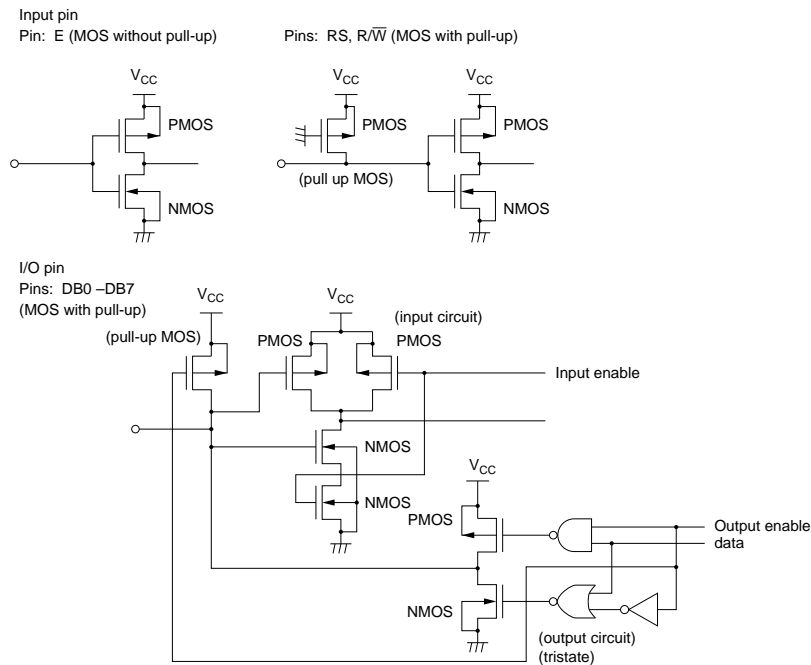 Input pin
Pin: E (MOS without pull-up)
Pins: RS, R/W̅ (MOS with pull-up)
VCC
PMOS
NMOS
VCC
PMOS
(pull up MOS)
VCC
PMOS
NMOS
I/O pin
Pins: DB0 –DB7
(MOS with pull-up)
VCC
(pull-up MOS)
VCC
(input circuit)
PMOS
PMOS
Input enable
NMOS
NMOS
VCC
PMOS
Output enable
data
NMOS
(output circuit)
(tristate)